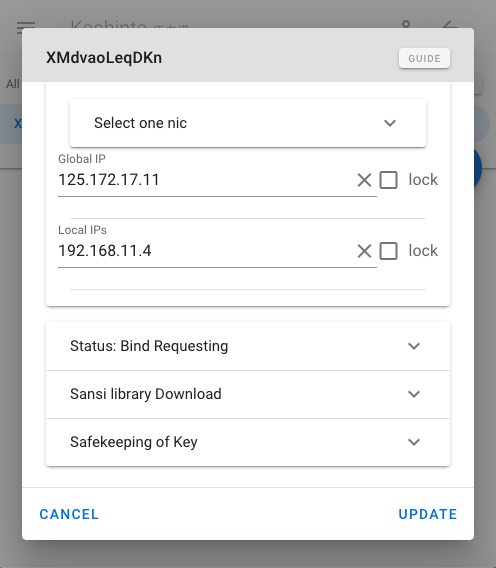 Koshinto
XMdvaoLeqDKn
GUIDE
All
X
Select one nic
Global IP
125.172.17.11
lock
Local IPs
192.168.11.4
lock
Status: Bind Requesting
Sansi library Download
Safekeeping of Key
CANCEL
UPDATE